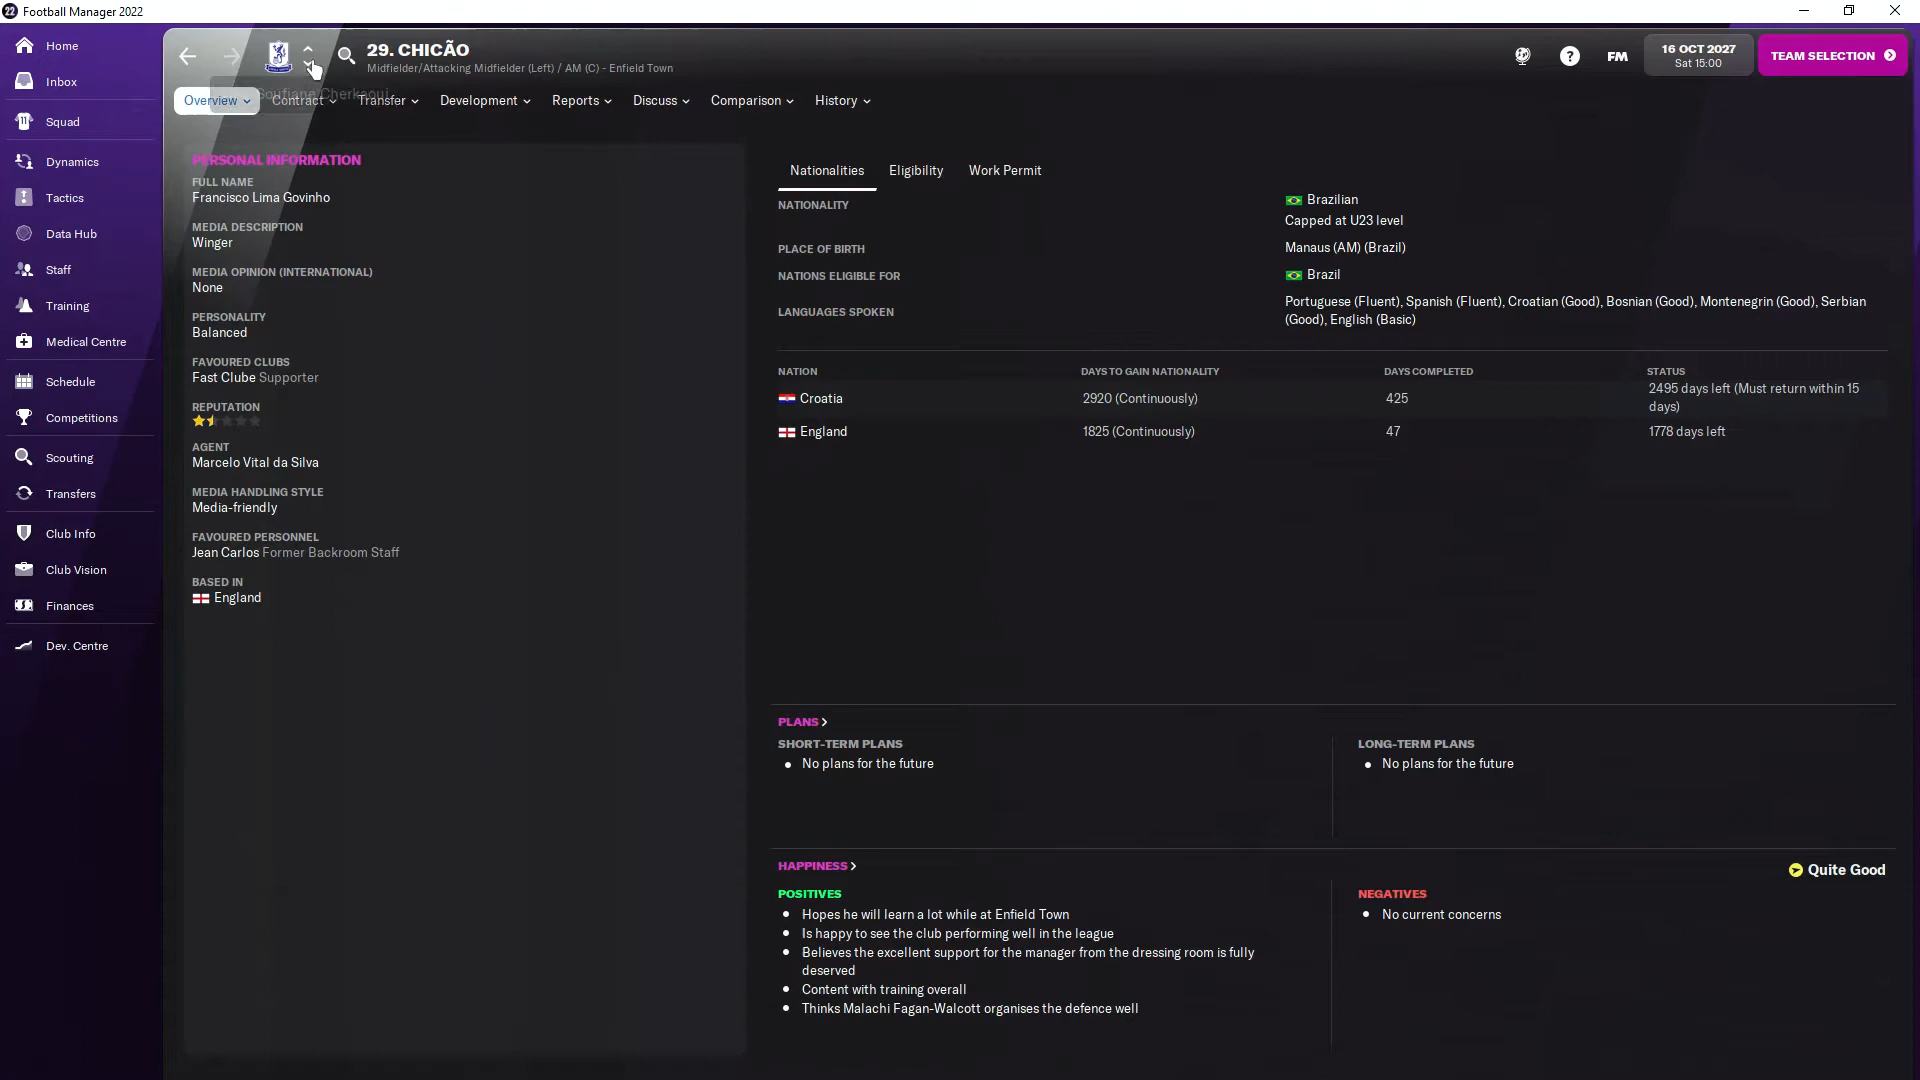 Football Manager 2022
Home
Inbox
Squad
Dynamics
Tactics
Data Hub
Staff
Training
Medical Centre
Schedule
Competitions
Scouting
Transfers
Club Info
Club Vision
Finances
Dev. Centre
29. CHICÃO
Midfielder/Attacking Midfielder (Left) / AM (C) - Enfield Town
FM
16 OCT 2027
Sat 15:00
TEAM SELECTION
Soufiane Cherkaoui
Overview
Contract
Transfer
Development
Reports
Discuss
Comparison
History
PERSONAL INFORMATION
FULL NAME
Francisco Lima Govinho
MEDIA DESCRIPTION
Winger
MEDIA OPINION (INTERNATIONAL)
None
PERSONALITY
Balanced
FAVOURED CLUBS
Fast Clube Supporter
REPUTATION
AGENT
Marcelo Vital da Silva
MEDIA HANDLING STYLE
Media-friendly
FAVOURED PERSONNEL
Jean Carlos Former Backroom Staff
BASED IN
England
Nationalities Eligibility Work Permit
NATIONALITY
Brazilian
Capped at U23 level
PLACE OF BIRTH
Manaus (AM) (Brazil)
NATIONS ELIGIBLE FOR
Brazil
LANGUAGES SPOKEN
Portuguese (Fluent), Spanish (Fluent), Croatian (Good), Bosnian (Good), Montenegrin (Good), Serbian
(Good), English (Basic)
NATION DAYS TO GAIN NATIONALITY DAYS COMPLETED STATUS
Croatia 2920 (Continuously) 425 2495 days left (Must return within 15
days)
England 1825 (Continuously) 47 1778 days left
PLANS
SHORT-TERM PLANS
No plans for the future
LONG-TERM PLANS
No plans for the future
HAPPINESS
Quite Good
POSITIVES
Hopes he will learn a lot while at Enfield Town
Is happy to see the club performing well in the league
Believes the excellent support for the manager from the dressing room is fully
deserved
Content with training overall
Thinks Malachi Fagan-Walcott organises the defence well
NEGATIVES
No current concerns